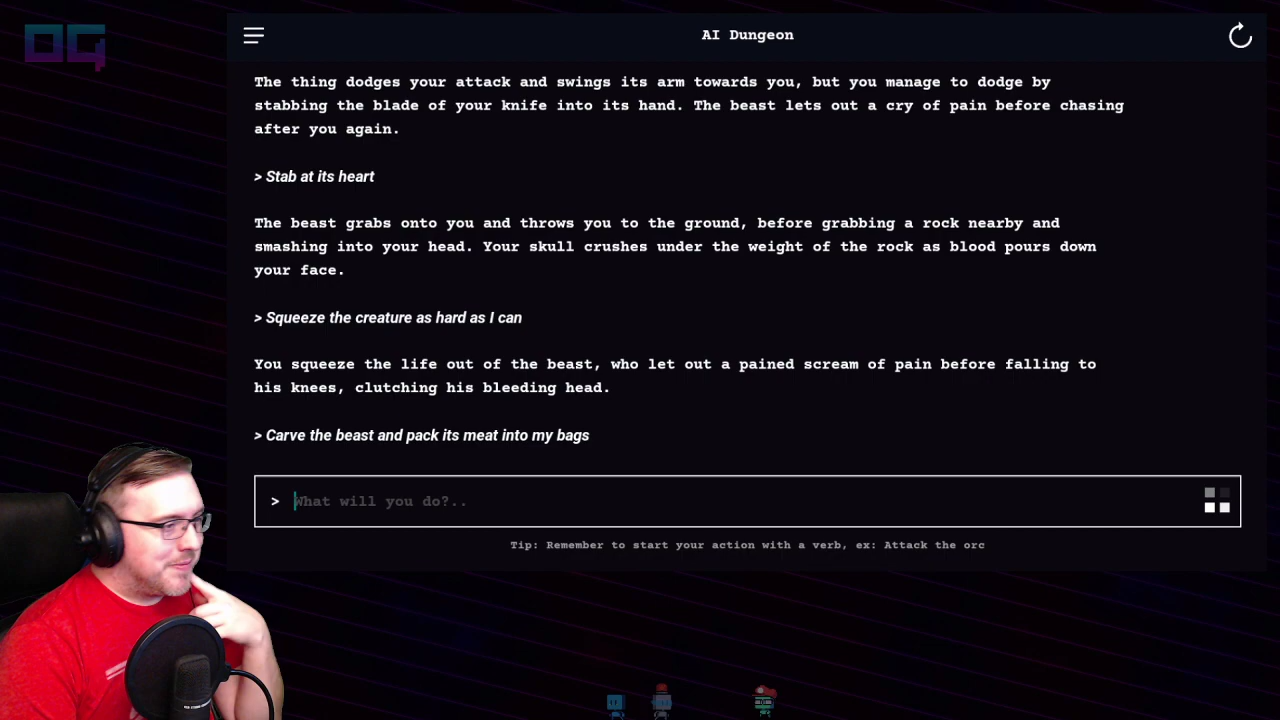 OG
AI Dungeon
The thing dodges your attack and swings its arm towards you, but you manage to dodge by
stabbing the blade of your knife into its hand. The beast lets out a cry of pain before chasing
after you again.
> Stab at its heart
The beast grabs onto you and throws you to the ground, before grabbing a rock nearby and
smashing into your head. Your skull crushes under the weight of the rock as blood pours down
your face.
> Squeeze the creature as hard as I can
You squeeze the life out of the beast, who let out a pained scream of pain before falling to
his knees, clutching his bleeding head.
> Carve the beast and pack its meat into my bags
> What will you do?..
Tip: Remember to start your action with a verb, ex: Attack the orc